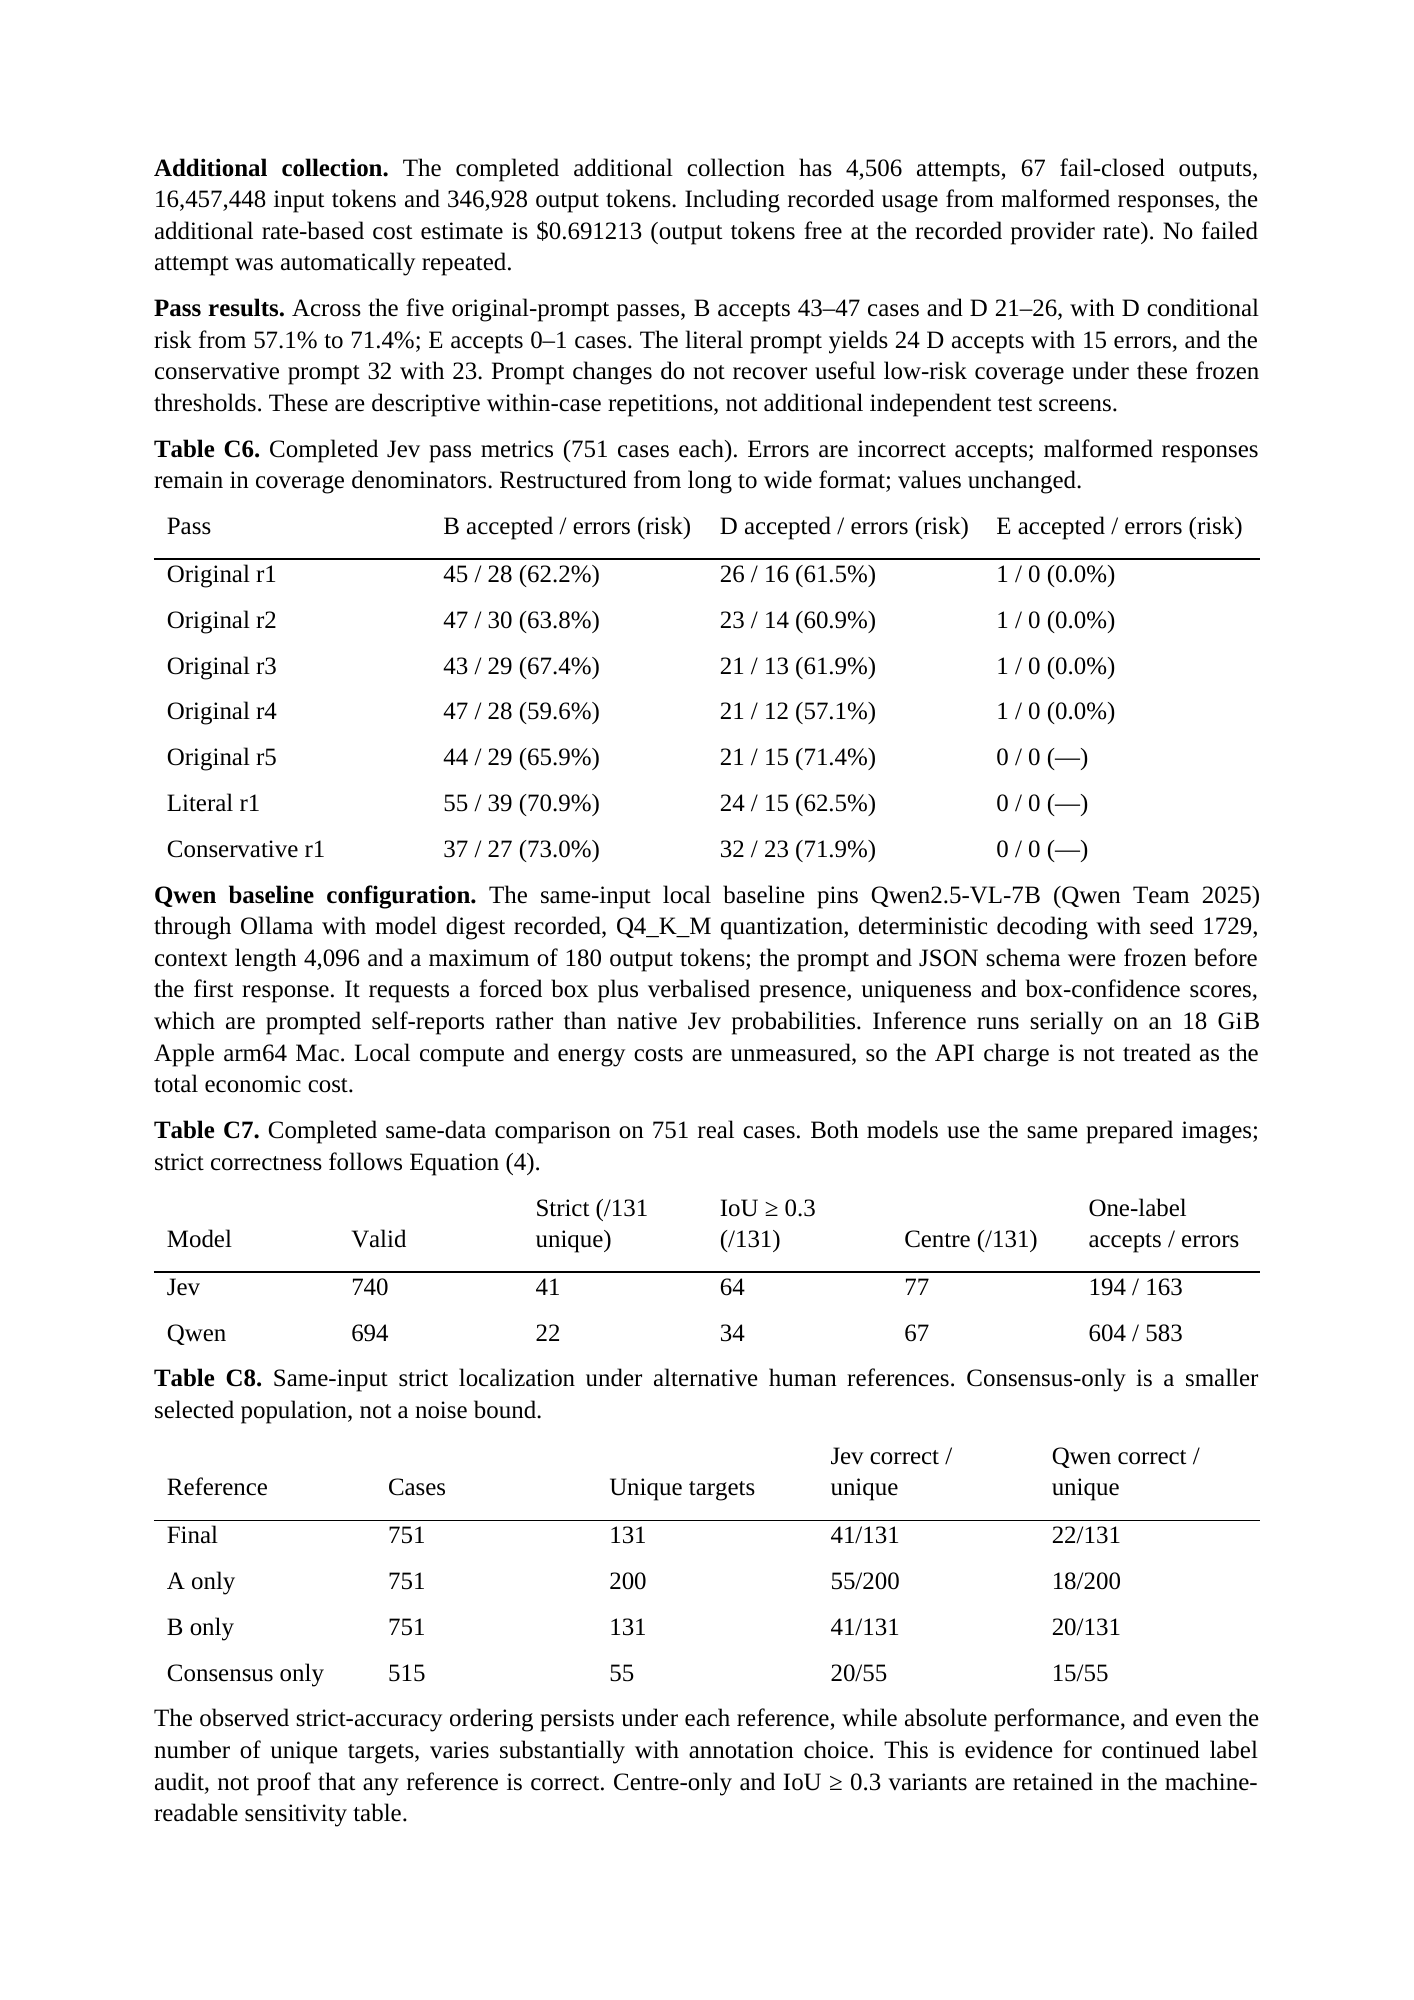 Additional collection. The completed additional collection has 4,506 attempts, 67 fail-closed outputs,
16,457,448 input tokens and 346,928 output tokens. Including recorded usage from malformed responses, the
additional rate-based cost estimate is $0.691213 (output tokens free at the recorded provider rate). No failed
attempt was automatically repeated.
Pass results. Across the five original-prompt passes, B accepts 43–47 cases and D 21–26, with D conditional
risk from 57.1% to 71.4%; E accepts 0–1 cases. The literal prompt yields 24 D accepts with 15 errors, and the
conservative prompt 32 with 23. Prompt changes do not recover useful low-risk coverage under these frozen
thresholds. These are descriptive within-case repetitions, not additional independent test screens.
Table C6. Completed Jev pass metrics (751 cases each). Errors are incorrect accepts; malformed responses
remain in coverage denominators. Restructured from long to wide format; values unchanged.
Pass B accepted / errors (risk) D accepted / errors (risk) E accepted / errors (risk)
Original r1 45 / 28 (62.2%) 26 / 16 (61.5%) 1 / 0 (0.0%)
Original r2 47 / 30 (63.8%) 23 / 14 (60.9%) 1 / 0 (0.0%)
Original r3 43 / 29 (67.4%) 21 / 13 (61.9%) 1 / 0 (0.0%)
Original r4 47 / 28 (59.6%) 21 / 12 (57.1%) 1 / 0 (0.0%)
Original r5 44 / 29 (65.9%) 21 / 15 (71.4%) 0 / 0 (—)
Literal r1 55 / 39 (70.9%) 24 / 15 (62.5%) 0 / 0 (—)
Conservative r1 37 / 27 (73.0%) 32 / 23 (71.9%) 0 / 0 (—)
Qwen baseline configuration. The same-input local baseline pins Qwen2.5-VL-7B (Qwen Team 2025)
through Ollama with model digest recorded, Q4_K_M quantization, deterministic decoding with seed 1729,
context length 4,096 and a maximum of 180 output tokens; the prompt and JSON schema were frozen before
the first response. It requests a forced box plus verbalised presence, uniqueness and box-confidence scores,
which are prompted self-reports rather than native Jev probabilities. Inference runs serially on an 18 GiB
Apple arm64 Mac. Local compute and energy costs are unmeasured, so the API charge is not treated as the
total economic cost.
Table C7. Completed same-data comparison on 751 real cases. Both models use the same prepared images;
strict correctness follows Equation (4).
Strict (/131 IoU ≥ 0.3 One-label
Model Valid unique) (/131) Centre (/131) accepts / errors
Jev 740 41 64 77 194 / 163
Qwen 694 22 34 67 604 / 583
Table C8. Same-input strict localization under alternative human references. Consensus-only is a smaller
selected population, not a noise bound.
Jev correct / Qwen correct /
Reference Cases Unique targets unique unique
Final 751 131 41/131 22/131
A only 751 200 55/200 18/200
B only 751 131 41/131 20/131
Consensus only 515 55 20/55 15/55
The observed strict-accuracy ordering persists under each reference, while absolute performance, and even the
number of unique targets, varies substantially with annotation choice. This is evidence for continued label
audit, not proof that any reference is correct. Centre-only and IoU ≥ 0.3 variants are retained in the machine-
readable sensitivity table.